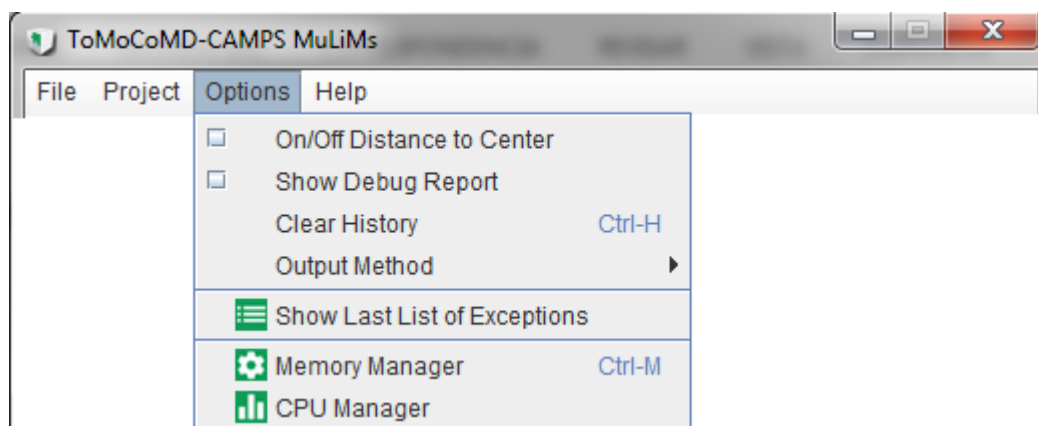 ToMoCoMD-CAMPS MuLiMs
File Project Options Help
On/Off Distance to Center
Show Debug Report
Clear History Ctrl-H
Output Method
Show Last List of Exceptions
Memory Manager Ctrl-M
CPU Manager